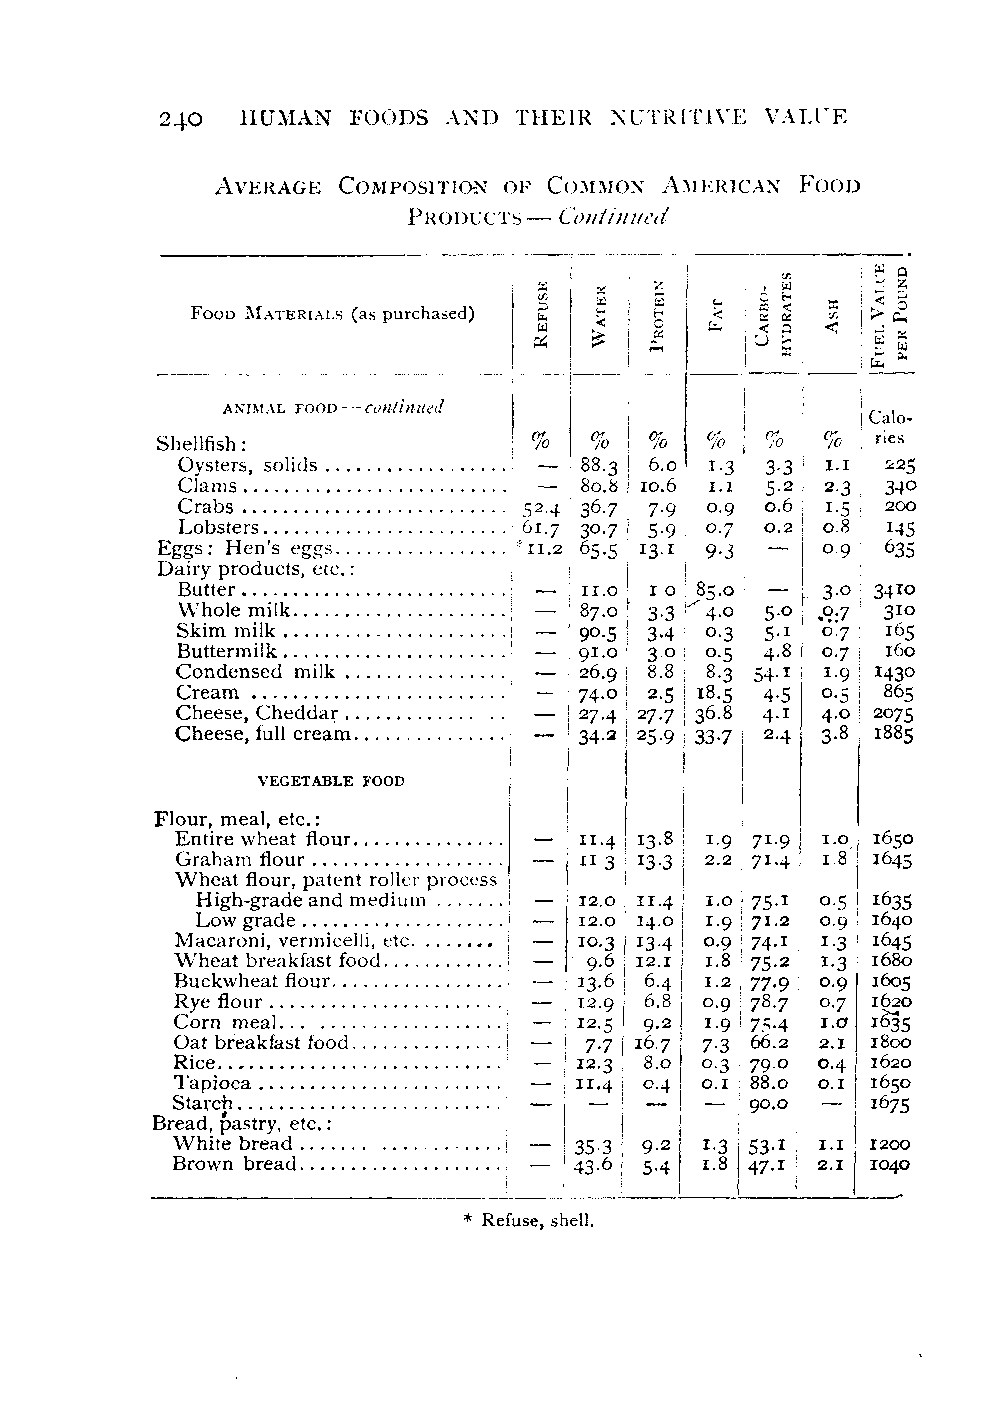 240 HUMAN FOODS AND THEIR NUTRITIVE VALUE
AVERAGE COMPOSITION OF COMMON AMERICAN FOOD
PRODUCTS — Continued
FOOD MATERIALS (as purchased) REFUSE WATER PROTEIN FAT CARBO-HYDRATES ASH FUEL VALUE PER POUND
ANIMAL FOOD — continued
Calo-
Shellfish: % % % % % % ries
Oysters, solids .................. — 88.3 6.0 1.3 3.3 1.1 225
Clams .......................... — 80.8 10.6 1.1 5.2 2.3 340
Crabs .......................... 52.4 36.7 7.9 0.9 0.6 1.5 200
Lobsters........................ 61.7 30.7 5.9 0.7 0.2 0.8 145
Eggs: Hen's eggs................. *11.2 65.5 13.1 9.3 — 0.9 635
Dairy products, etc.:
Butter.......................... — 11.0 1 0 85.0 — 3.0 3410
Whole milk..................... — 87.0 3.3 4.0 5.0 0.7 310
Skim milk ...................... — 90.5 3.4 0.3 5.1 0.7 165
Buttermilk...................... — 91.0 3 0 0.5 4.8 0.7 160
Condensed milk ................ — 26.9 8.8 8.3 54.1 1.9 1430
Cream ......................... — 74.0 2.5 18.5 4.5 0.5 865
Cheese, Cheddar .............. .. — 27.4 27.7 36.8 4.1 4.0 2075
Cheese, full cream............... — 34.2 25.9 33.7 2.4 3.8 1885
VEGETABLE FOOD
Flour, meal, etc.:
Entire wheat flour............... — 11.4 13.8 1.9 71.9 1.0 1650
Graham flour ................... — 11 3 13.3 2.2 71.4 1.8 1645
Wheat flour, patent roller process
High-grade and medium ....... — 12.0 11.4 1.0 75.1 0.5 1635
Low grade .................... — 12.0 14.0 1.9 71.2 0.9 1640
Macaroni, vermicelli, etc. ........ — 10.3 13.4 0.9 74.1 1.3 1645
Wheat breakfast food............ — 9.6 12.1 1.8 75.2 1.3 1680
Buckwheat flour................. — 13.6 6.4 1.2 77.9 0.9 1605
Rye flour ....................... — 12.9 6.8 0.9 78.7 0.7 1620
Corn meal... .................. — 12.5 9.2 1.9 75.4 1.0 1635
Oat breakfast food............... — 7.7 16.7 7.3 66.2 2.1 1800
Rice............................ — 12.3 8.0 0.3 79.0 0.4 1620
Tapioca ........................ — 11.4 0.4 0.1 88.0 0.1 1650
Starch.......................... — — — — 90.0 — 1675
Bread, pastry, etc.:
White bread .................... — 35.3 9.2 1.3 53.1 1.1 1200
Brown bread.................... — 43.6 5.4 1.8 47.1 2.1 1040
* Refuse, shell.